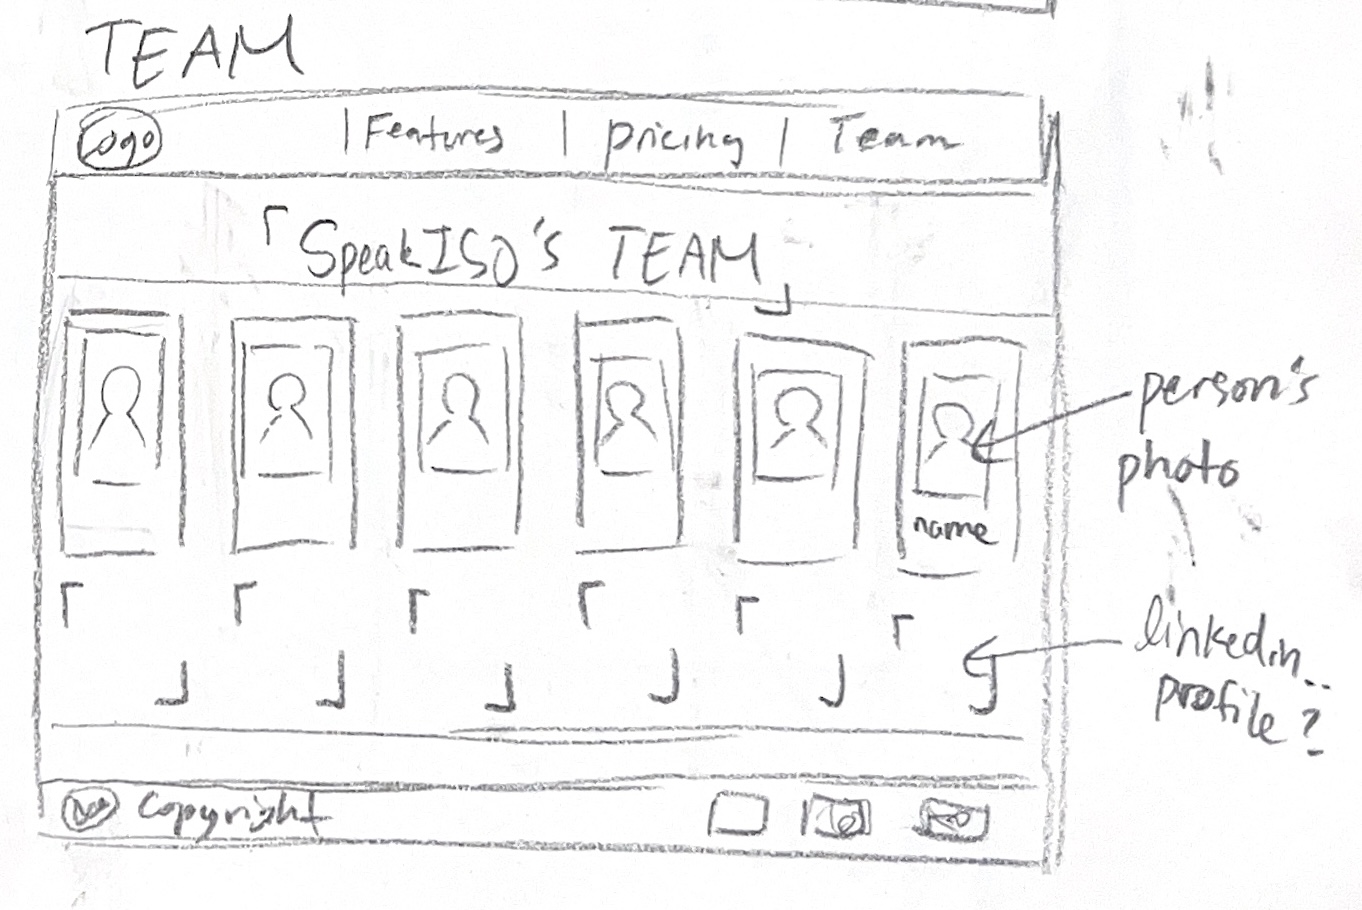 TEAM
Logo | Features | pricing | Team
「SpeakISO's TEAM」
person's
photo
name
linkedin..
profile?
Copyright